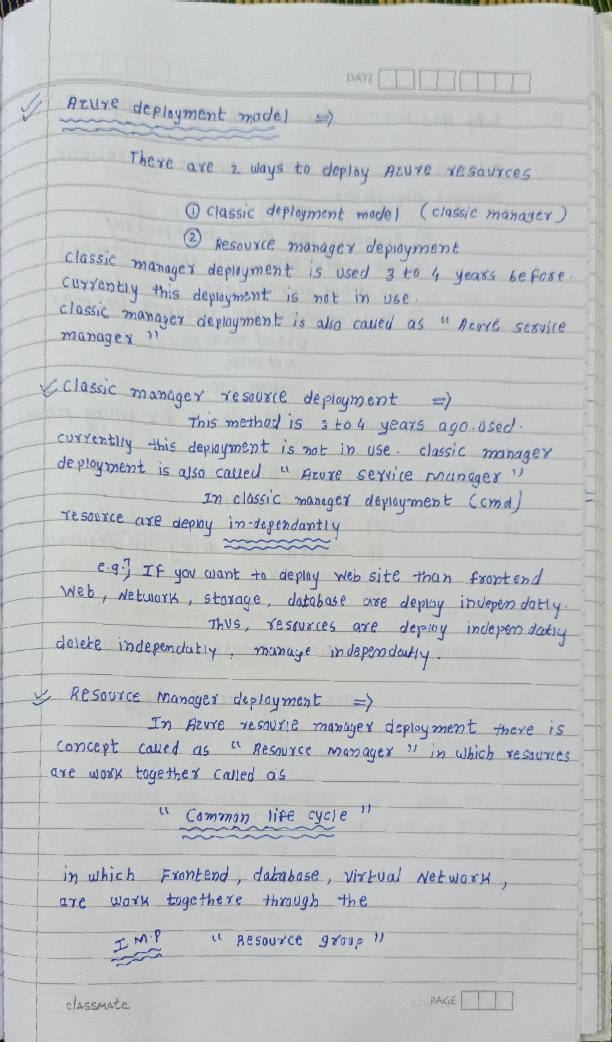 DATE
Azure deployment model =>
There are 2 ways to deploy Azure resources
① Classic deployment model (classic manager)
② Resource manager deployment
classic manager deployment is used 3 to 4 years before.
currently this deployment is not in use.
classic manager deployment is also called as " Azure service
manager "
classic manager resource deployment =>
This method is 3 to 4 years ago used.
currently this deployment is not in use. classic manager
deployment is also called " Azure service manager "
In classic manager deployment (cmd)
resource are deploy in-dependantly
e.g.] If you want to deploy web site than frontend
web, Network, storage, database are deploy indepen datly.
Thus, resources are deploy indepen datly
delete independatly, manage independautly.
Resource Manager deployment =>
In Azure resource manager deployment there is
concept called as " Resource Manager " in which resources
are work together called as
" Common life cycle "
in which Frontend, database, virtual Network,
are work togethere through the
I M.P " Resource group "
classmate
PAGE